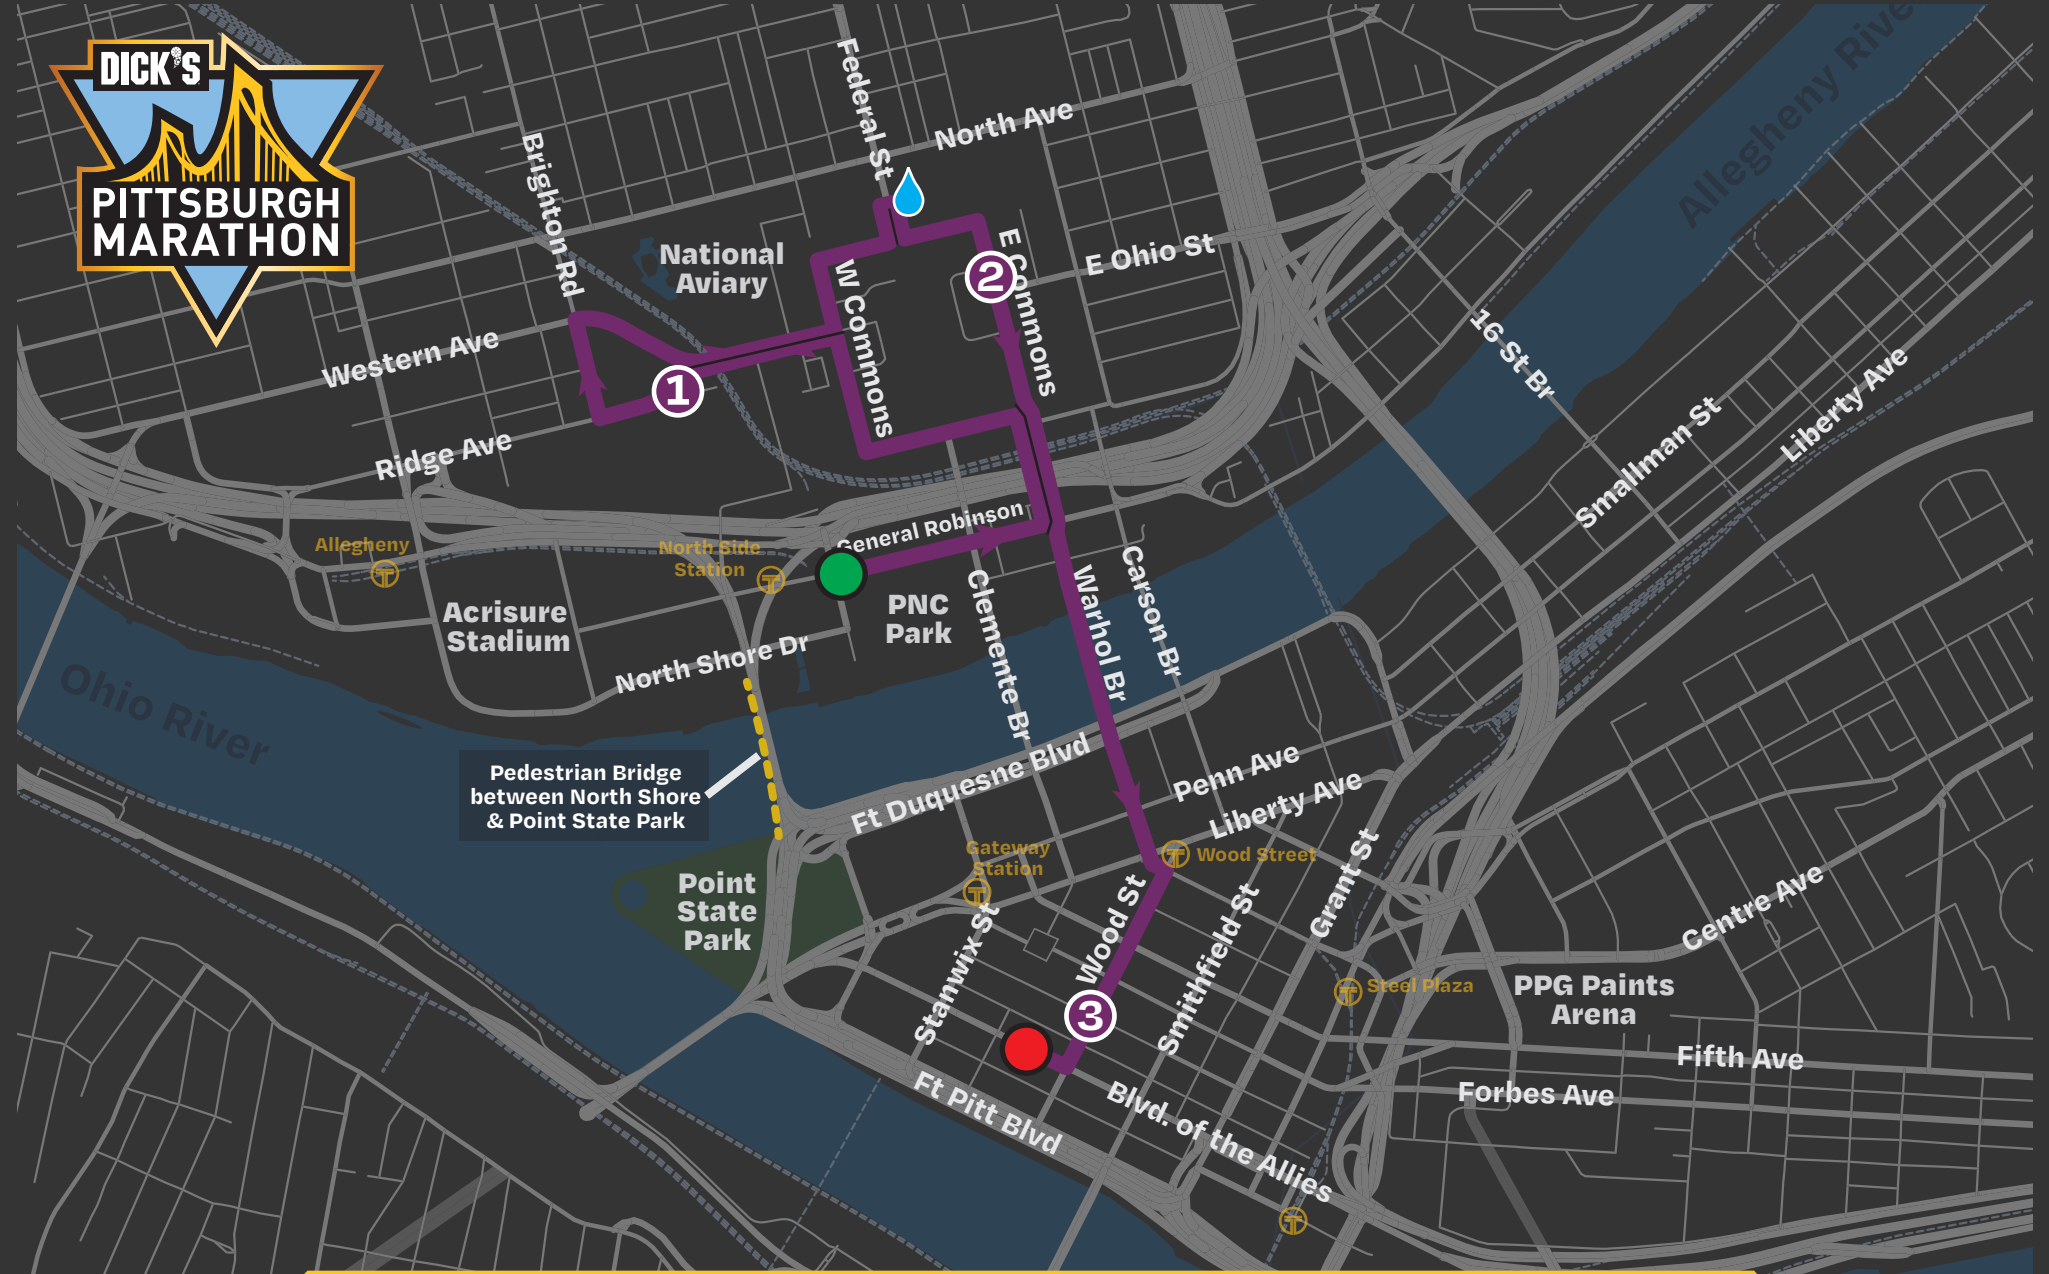 DICK'S
PITTSBURGH
MARATHON
Federal St
North Ave
Allegheny River
Brighton Rd
National
Aviary
E Commons
E Ohio St
2
W Commons
Western Ave
1
16 St Br
Liberty Ave
Smallman St
Ridge Ave
General Robinson
Allegheny
T
North Side
Station
T
Acrisure
Stadium
PNC
Park
Clemente Br
Warhol Br
Carson Br
North Shore Dr
Ohio River
Pedestrian Bridge
between North Shore
& Point State Park
Ft Duquesne Blvd
Penn Ave
Liberty Ave
Gateway
Station
T
T
Wood Street
Point
State
Park
Stanwix St
Wood St
Smithfield St
Grant St
Centre Ave
3
T
Steel Plaza
PPG Paints
Arena
Fifth Ave
Forbes Ave
Ft Pitt Blvd
Blvd. of the Allies
T